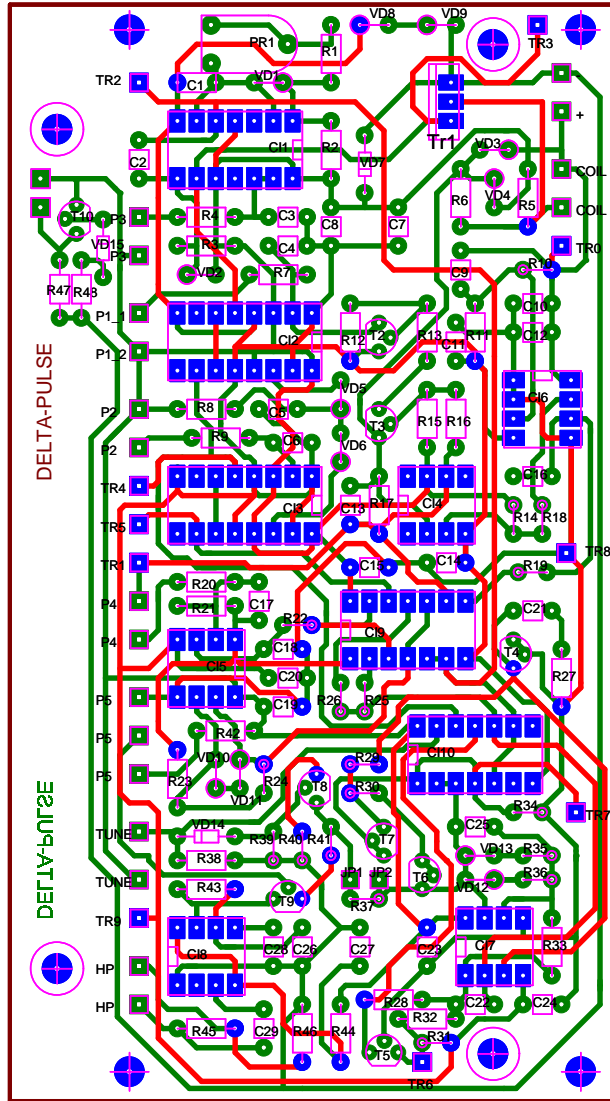 VD8 VD9
TR3
PR1 R1
TR2 C1 VD1
+
Tr1
CI1 R2 VD7 VD3
C2
COIL
VD4
R6 R5 COIL
T10 P3 R4 C3 C8 C7
VD15 R3 C4 TR0
P3
R47 R48 VD2 R7 C9 R10
P1_1 C10
R12 T2 R13 C11 R11 C12
CI2
P1_2
DELTA-PULSE
VD5 CI6
P2 R8 C5
T3 R15 R16
R9 C6 VD6
P2
C16
TR4 CI3 R17 CI4
C13 R14 R18
TR5
TR8
TR1 C15 C14 R19
R20
P4 R21 C17 C21
R22 CI9
P4 C18 T4
CI5
C20 R27
P5 C19 R26 R25
R42 CI10
P5
VD10 R29
P5 R23 R24
VD11 T8 R30
R34 TR7
TUNE VD14 C25
R39 R40 R41 T7 VD13 R35
R38
JP1 JP2 T6 R36
TUNE R43 VD12
T9 R37
TR9
CI8 CI7 R33
C28 C26 C27 C23
HP
DELTA-PULSE
HP R28 C22 C24
R32
R45 C29 R46 R44 R31
T5
TR6